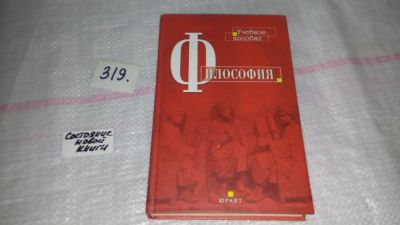 319.
Состояние
новой
книги
Учебное
пособие
Философия
ЮРАЙТ